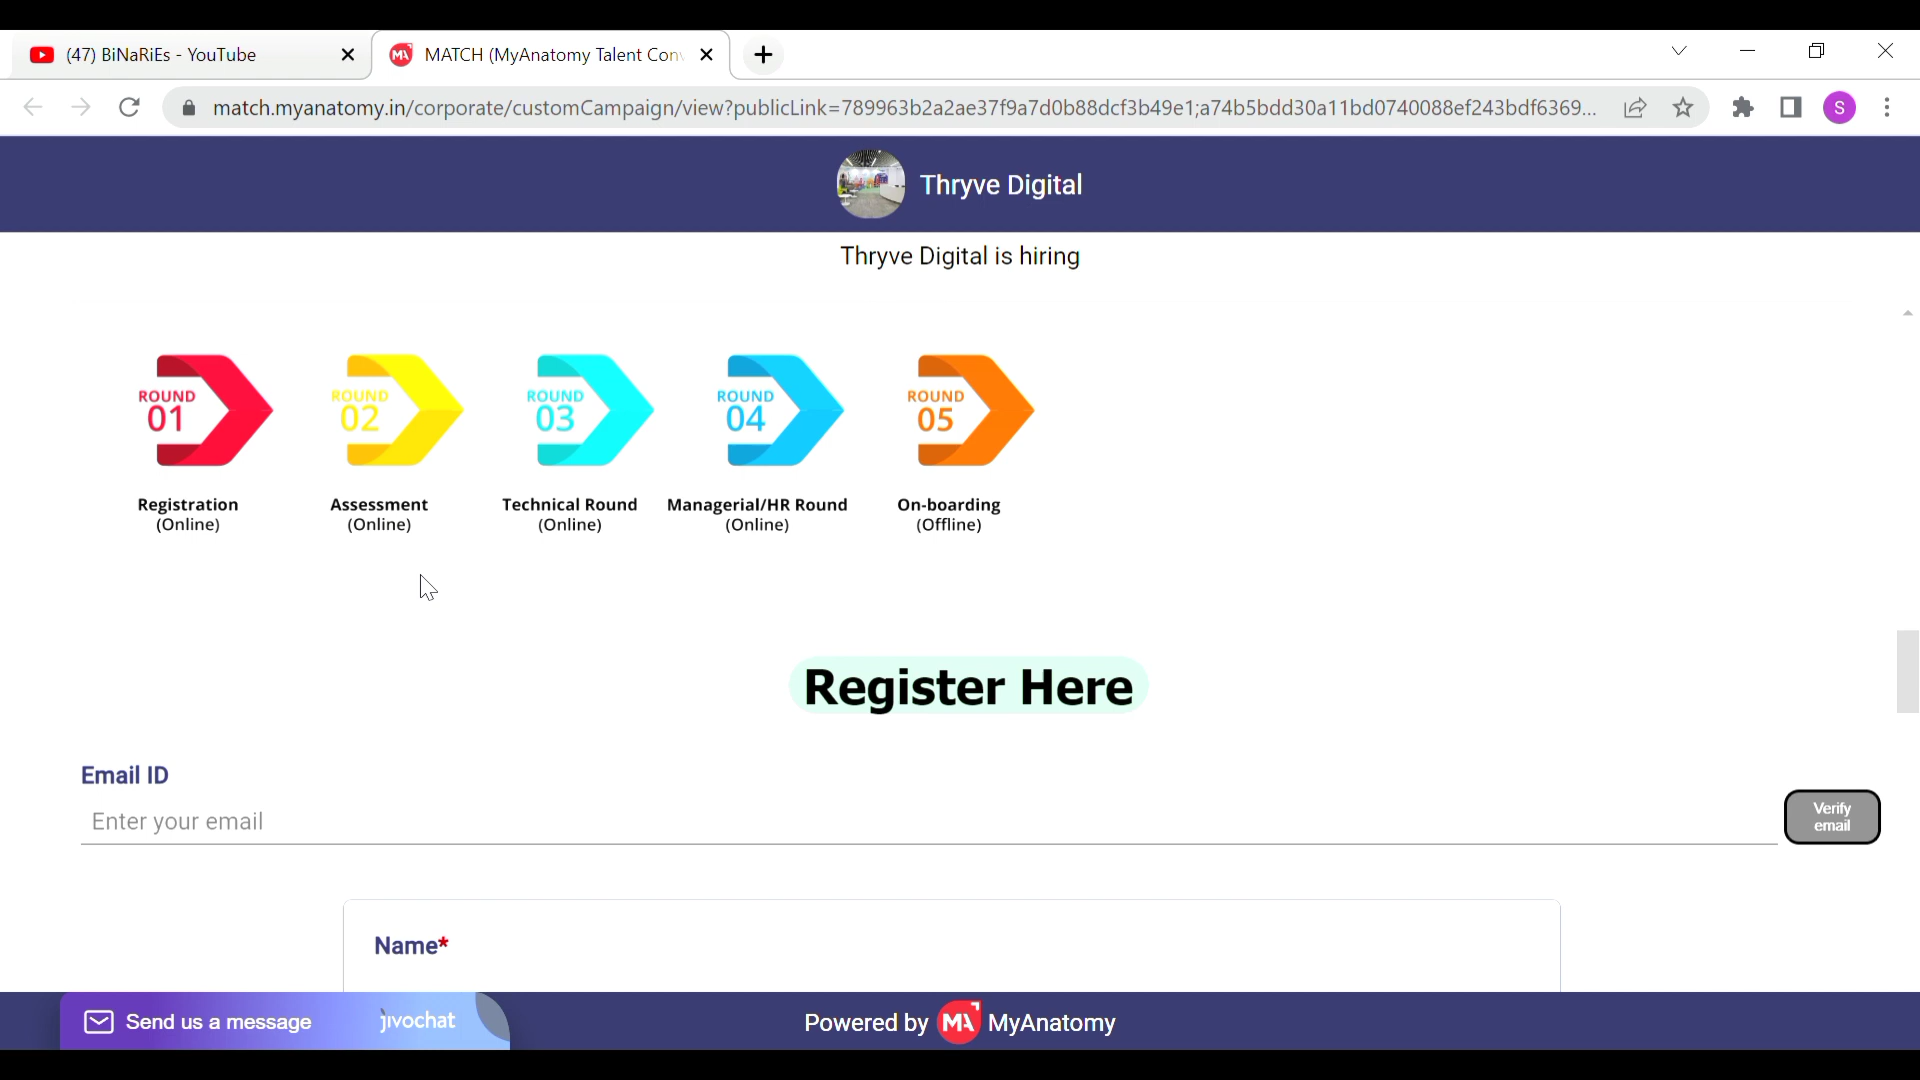 (47) BiNaRiEs - YouTube
MATCH (MyAnatomy Talent Conv
match.myanatomy.in/corporate/customCampaign/view?publicLink=789963b2a2ae37f9a7d0b88dcf3b49e1;a74b5bdd30a11bd0740088ef243bdf6369...
S
Thryve Digital
Thryve Digital is hiring
ROUND 01
ROUND 02
ROUND 03
ROUND 04
ROUND 05
Registration
(Online)
Assessment
(Online)
Technical Round
(Online)
Managerial/HR Round
(Online)
On-boarding
(Offline)
Register Here
Email ID
Enter your email
Verify
email
Name*
Send us a message
jivochat
Powered by MA MyAnatomy